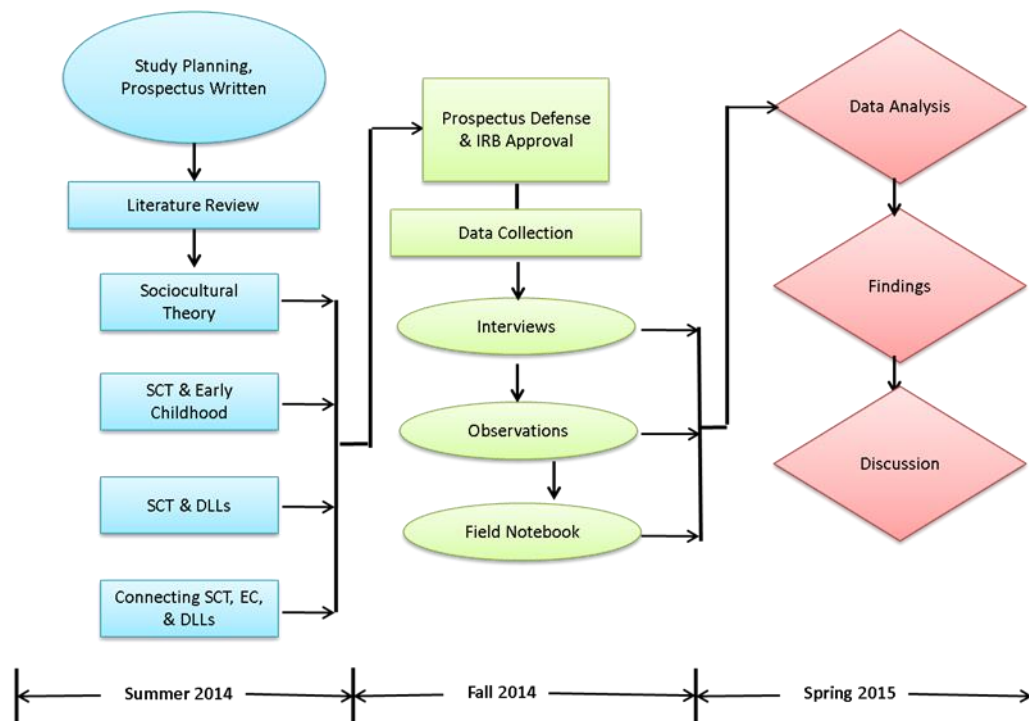 Study Planning,
Prospectus Written
Literature Review
Sociocultural
Theory
SCT & Early
Childhood
SCT & DLLs
Connecting SCT, EC,
& DLLs
Prospectus Defense
& IRB Approval
Data Collection
Interviews
Observations
Field Notebook
Data Analysis
Findings
Discussion
Summer 2014
Fall 2014
Spring 2015